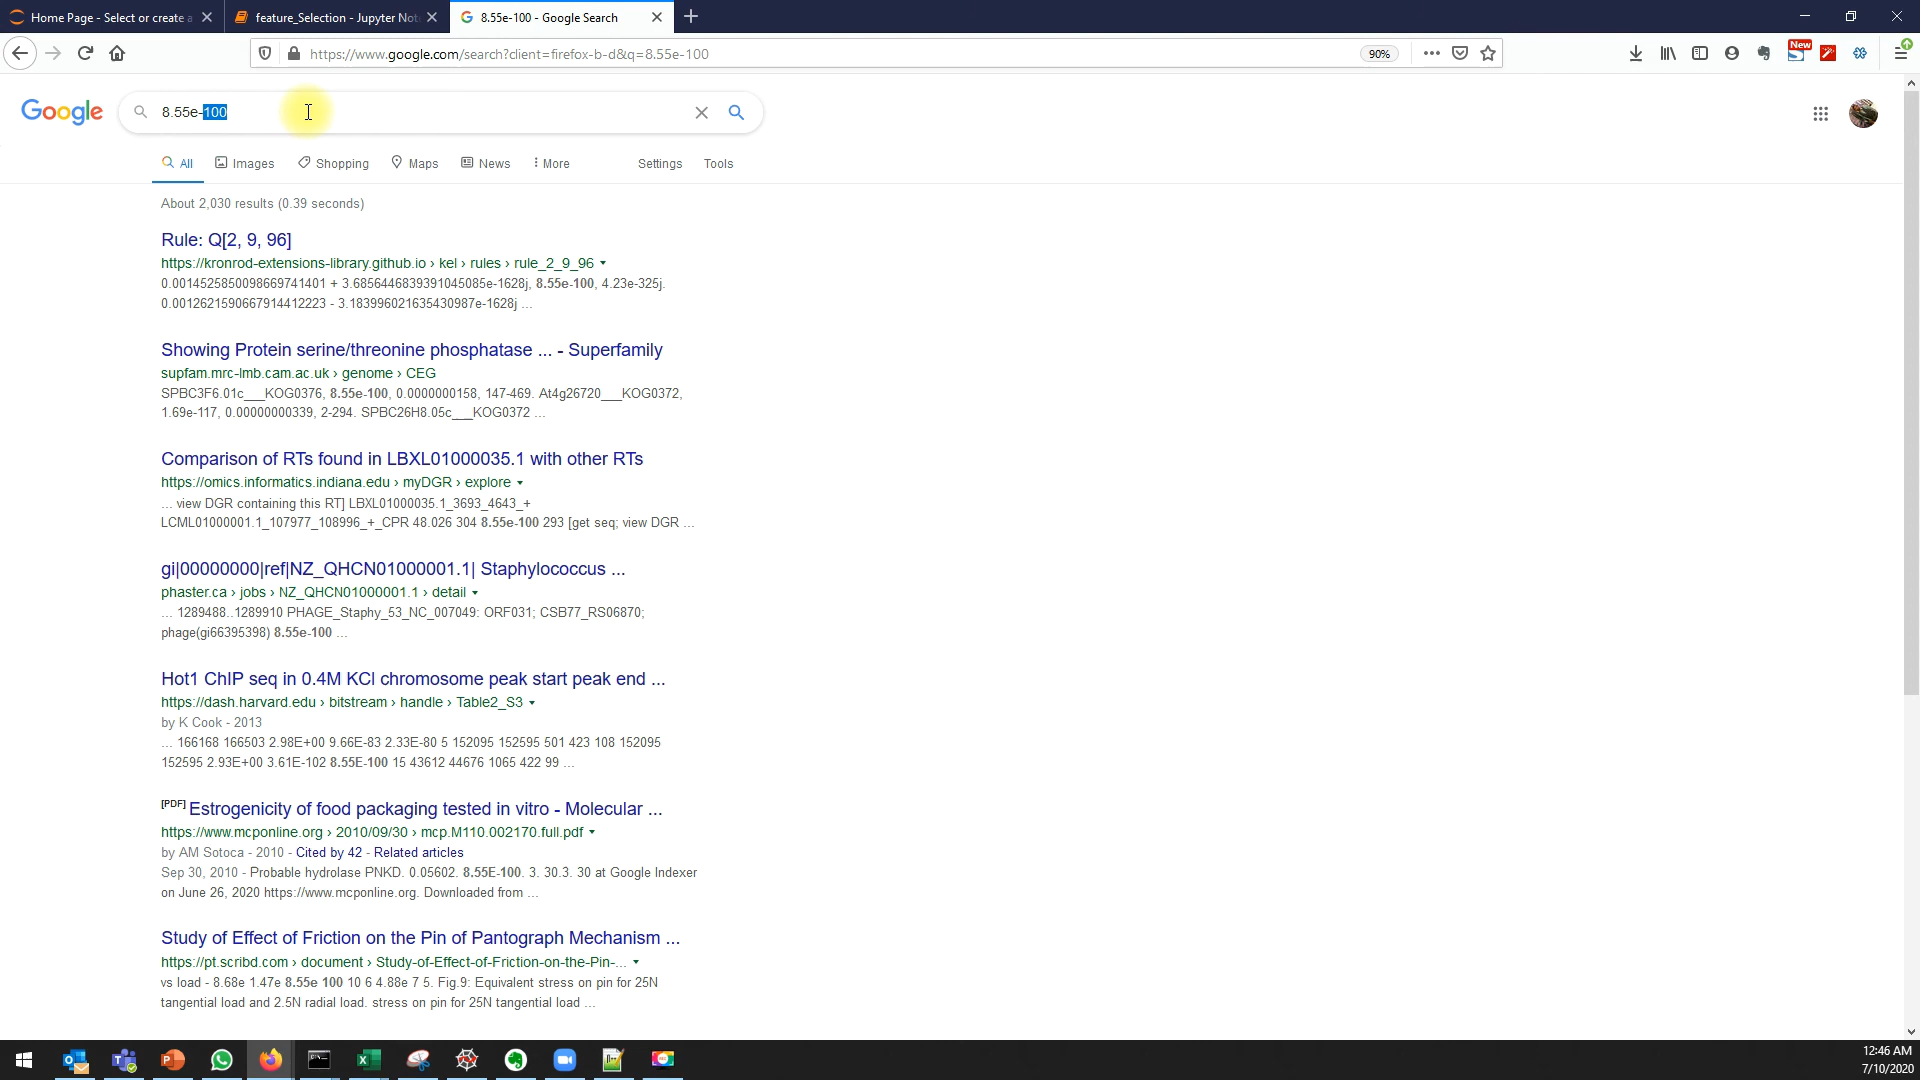 Home Page - Select or create a
feature_Selection - Jupyter Not
8.55e-100 - Google Search
https://www.google.com/search?client=firefox-b-d&q=8.55e-100
90%
New
Google
8.55e-100
All
Images
Shopping
Maps
News
More
Settings
Tools
About 2,030 results (0.39 seconds)
Rule: Q[2, 9, 96]
https://kronrod-extensions-library.github.io › kel › rules › rule_2_9_96
0.001452585009866974140​1 + 3.6856446839391045085e-1628j, 8.55e-100, 4.23e-325j.
0.0012621590667914412223 - 3.183996021635430987e-1628j ...
Showing Protein serine/threonine phosphatase ... - Superfamily
supfam.mrc-lmb.cam.ac.uk › genome › CEG
SPBC3F6.01c___KOG0376, 8.55e-100, 0.0000000158, 147-469. At4g26720___KOG0372,
1.69e-117, 0.00000000339, 2-294. SPBC26H8.05c___KOG0372 ...
Comparison of RTs found in LBXL01000035.1 with other RTs
https://omics.informatics.indiana.edu › myDGR › explore
... view DGR containing this RT] LBXL01000035.1_3693_4643_+
LCML01000001.1_107977_108996_+_CPR 48.026 304 8.55e-100 293 [get seq; view DGR ...
gi|00000000|ref|NZ_QHCN01000001.1| Staphylococcus ...
phaster.ca › jobs › NZ_QHCN01000001.1 › detail
... 1289488..1289910 PHAGE_Staphy_53_NC_007049: ORF031; CSB77_RS06870;
phage(gi66395398) 8.55e-100 ...
Hot1 ChIP seq in 0.4M KCl chromosome peak start peak end ...
https://dash.harvard.edu › bitstream › handle › Table2_S3
by K Cook - 2013
... 166168 166503 2.98E+00 9.66E-83 2.33E-80 5 152095 152595 501 423 108 152095
152595 2.93E+00 3.61E-102 8.55E-100 15 43612 44676 1065 422 99 ...
[PDF] Estrogenicity of food packaging tested in vitro - Molecular ...
https://www.mcponline.org › 2010/09/30 › mcp.M110.002170.full.pdf
by AM Sotoca - 2010 - Cited by 42 - Related articles
Sep 30, 2010 - Probable hydrolase PNKD. 0.05602. 8.55E-100. 3. 30.3. 30 at Google Indexer
on June 26, 2020 https://www.mcponline.org. Downloaded from ...
Study of Effect of Friction on the Pin of Pantograph Mechanism ...
https://pt.scribd.com › document › Study-of-Effect-of-Friction-on-the-Pin-...
vs load - 8.68e 1.47e 8.55e 100 10 6 4.88e 7 5. Fig.9: Equivalent stress on pin for 25N
tangential load and 2.5N radial load. stress on pin for 25N tangential load ...
12:46 AM
7/10/2020